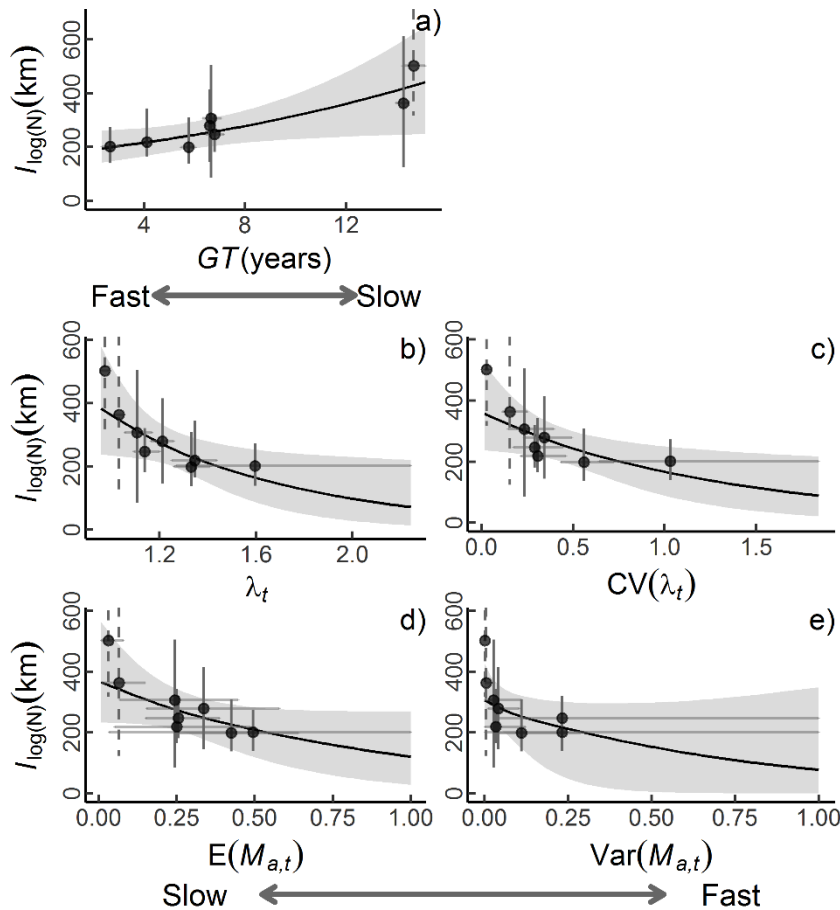 a)
I_log(N)(km)
600
400
200
0
4 8 12
GT(years)
Fast Slow
b)
I_log(N)(km)
600
400
200
0
1.2 1.6 2.0
λ_t
c)
600
400
200
0
0.0 0.5 1.0 1.5
CV(λ_t)
d)
I_log(N)(km)
600
400
200
0
0.00 0.25 0.50 0.75 1.00
E(M_a,t)
e)
600
400
200
0
0.00 0.25 0.50 0.75 1.00
Var(M_a,t)
Slow Fast